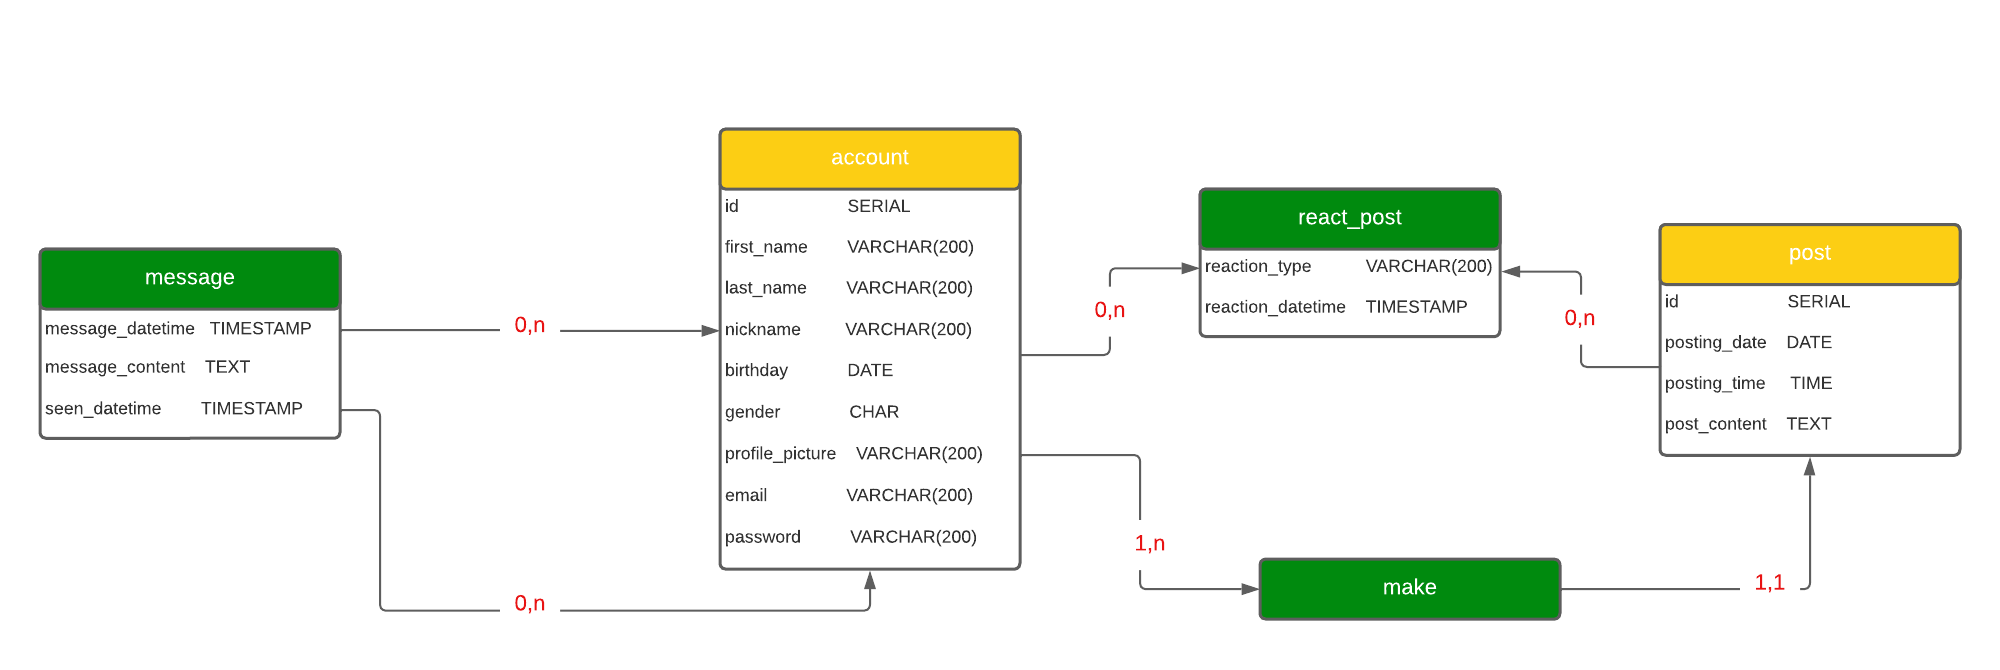 message
message_datetime TIMESTAMP
message_content TEXT
seen_datetime TIMESTAMP
0,n
0,n
account
id SERIAL
first_name VARCHAR(200)
last_name VARCHAR(200)
nickname VARCHAR(200)
birthday DATE
gender CHAR
profile_picture VARCHAR(200)
email VARCHAR(200)
password VARCHAR(200)
0,n
1,n
react_post
reaction_type VARCHAR(200)
reaction_datetime TIMESTAMP
0,n
make
1,1
post
id SERIAL
posting_date DATE
posting_time TIME
post_content TEXT